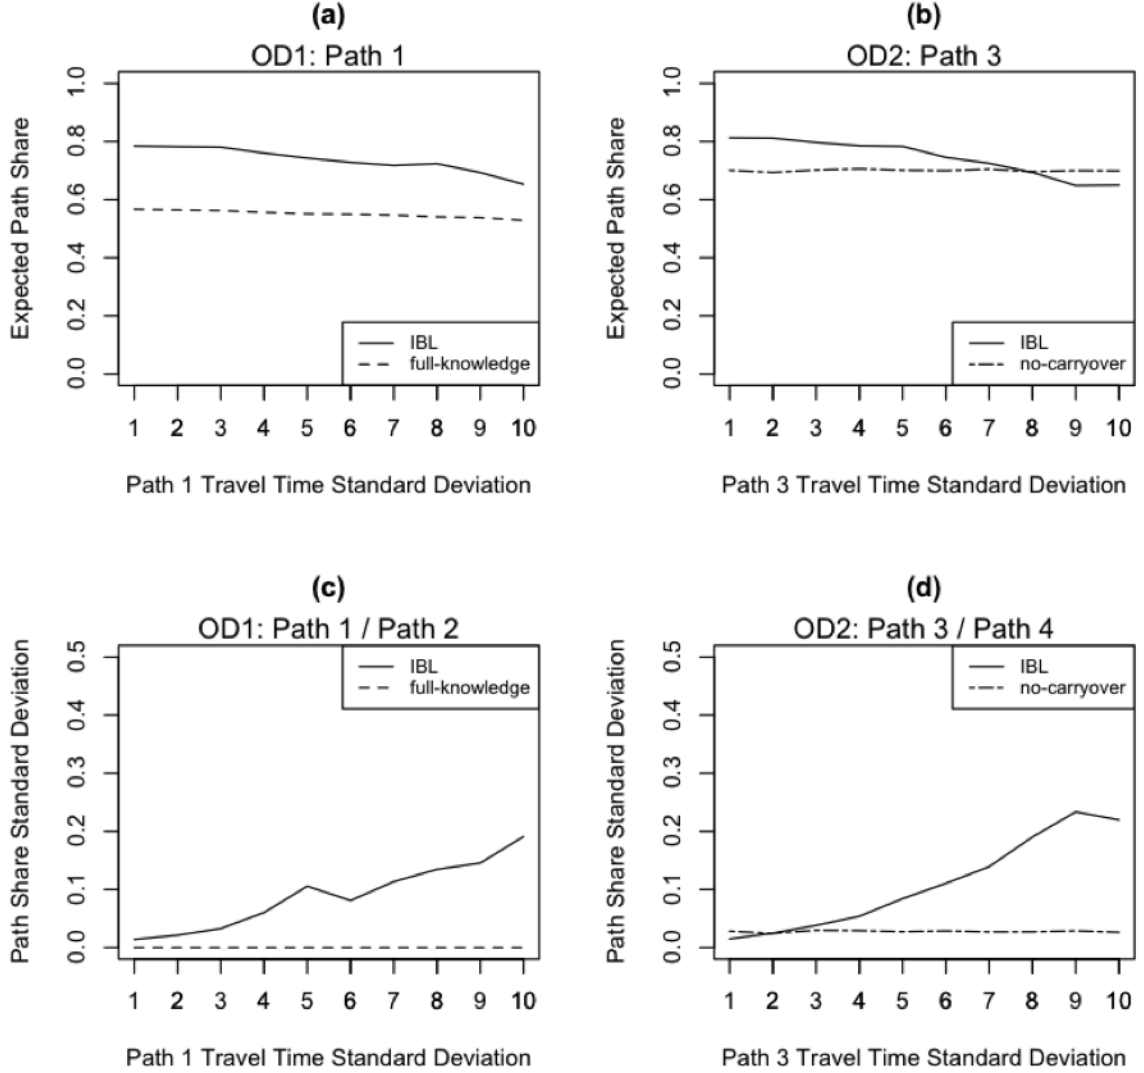 (a)
OD1: Path 1
Expected Path Share
0.0 0.2 0.4 0.6 0.8 1.0
IBL
full-knowledge
1 2 3 4 5 6 7 8 9 10
Path 1 Travel Time Standard Deviation
(b)
OD2: Path 3
Expected Path Share
0.0 0.2 0.4 0.6 0.8 1.0
IBL
no-carryover
1 2 3 4 5 6 7 8 9 10
Path 3 Travel Time Standard Deviation
(c)
OD1: Path 1 / Path 2
Path Share Standard Deviation
0.0 0.1 0.2 0.3 0.4 0.5
IBL
full-knowledge
1 2 3 4 5 6 7 8 9 10
Path 1 Travel Time Standard Deviation
(d)
OD2: Path 3 / Path 4
Path Share Standard Deviation
0.0 0.1 0.2 0.3 0.4 0.5
IBL
no-carryover
1 2 3 4 5 6 7 8 9 10
Path 3 Travel Time Standard Deviation